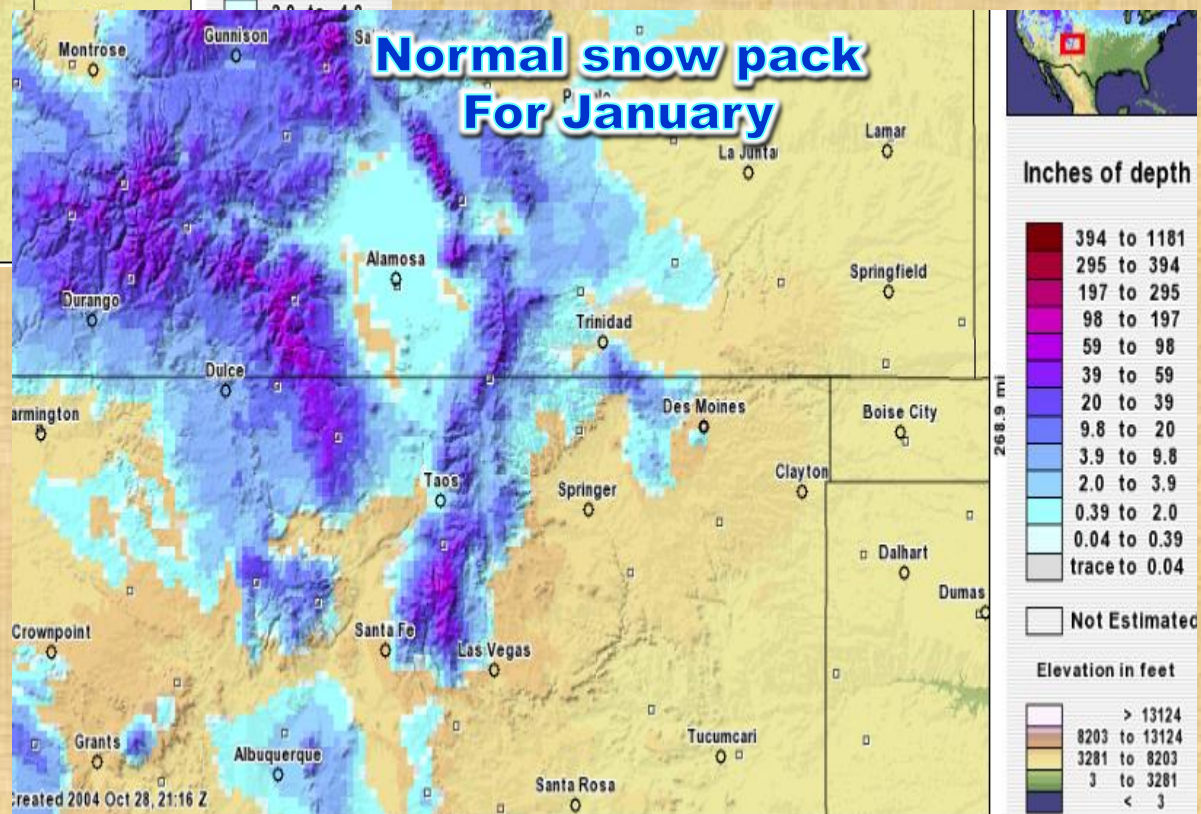 2.0 to 4.0
Normal snow pack
For January
Montrose
Gunnison
Lamar
La Junta
Alamosa
Springfield
Durango
Trinidad
Dulce
armington
Des Moines
Boise City
Taos
Springer
Clayton
Dalhart
Dumas
Crownpoint
Santa Fe
Las Vegas
Grants
Albuquerque
Tucumcari
Santa Rosa
created 2004 Oct 28, 21:16 Z
268.9 mi
Inches of depth
394 to 1181
295 to 394
197 to 295
98 to 197
59 to 98
39 to 59
20 to 39
9.8 to 20
3.9 to 9.8
2.0 to 3.9
0.39 to 2.0
0.04 to 0.39
trace to 0.04
Not Estimated
Elevation in feet
> 13124
8203 to 13124
3281 to 8203
3 to 3281
< 3